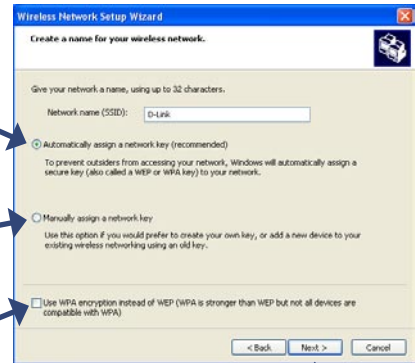 Wireless Network Setup Wizard
Create a name for your wireless network.
Give your network a name, using up to 32 characters.
Network name (SSID): D-Link
Automatically assign a network key (recommended)
To prevent outsiders from accessing your network, Windows will automatically assign a
secure key (also called a WEP or WPA key) to your network.
Manually assign a network key
Use this option if you would prefer to create your own key, or add a new device to your
existing wireless networking using an old key.
Use WPA encryption instead of WEP (WPA is stronger than WEP but not all devices are
compatible with WPA)
< Back Next > Cancel